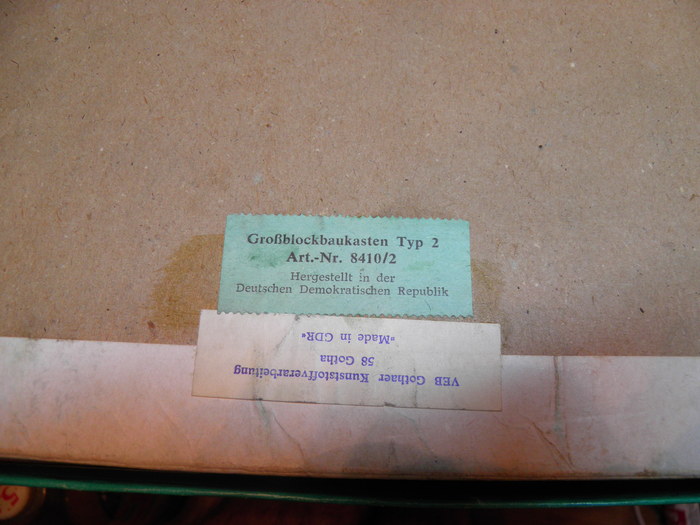 Großblockbaukasten Typ 2
Art.-Nr. 8410/2
Hergestellt in der
Deutschen Demokratischen Republik
VEB Gothaer Kunststoffverarbeitung
58 Gotha
»Made in GDR«